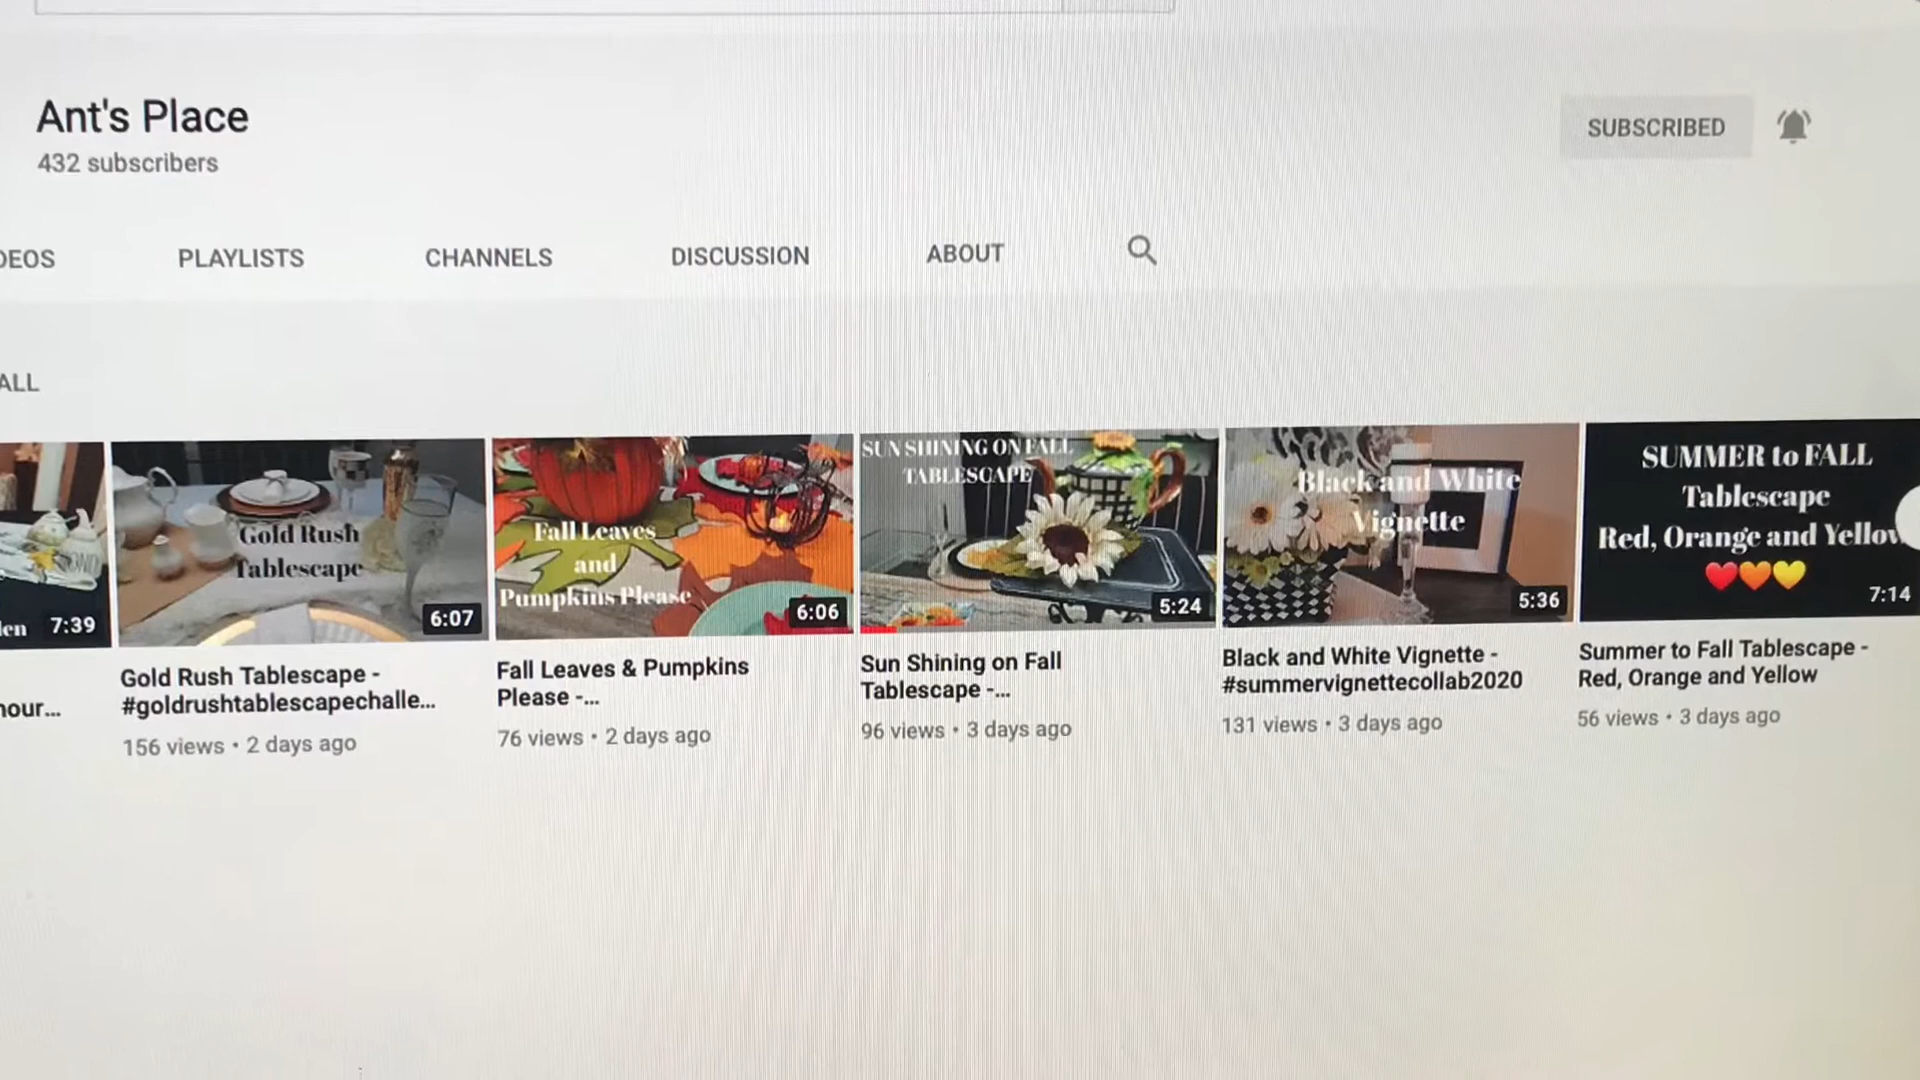 Ant's Place
432 subscribers
SUBSCRIBED
DEOS
PLAYLISTS
CHANNELS
DISCUSSION
ABOUT
ALL
len
7:39
Gold Rush
Tablescape
6:07
Fall Leaves
and
Pumpkins Please
6:06
SUN SHINING ON FALL
TABLESCAPE
5:24
Black and White
Vignette
5:36
SUMMER to FALL
Tablescape
Red, Orange and Yellow
7:14
nour...
Gold Rush Tablescape -
#goldrushtablescapechalle...
156 views • 2 days ago
Fall Leaves & Pumpkins
Please -...
76 views • 2 days ago
Sun Shining on Fall
Tablescape -...
96 views • 3 days ago
Black and White Vignette -
#summervignettecollab2020
131 views • 3 days ago
Summer to Fall Tablescape -
Red, Orange and Yellow
56 views • 3 days ago